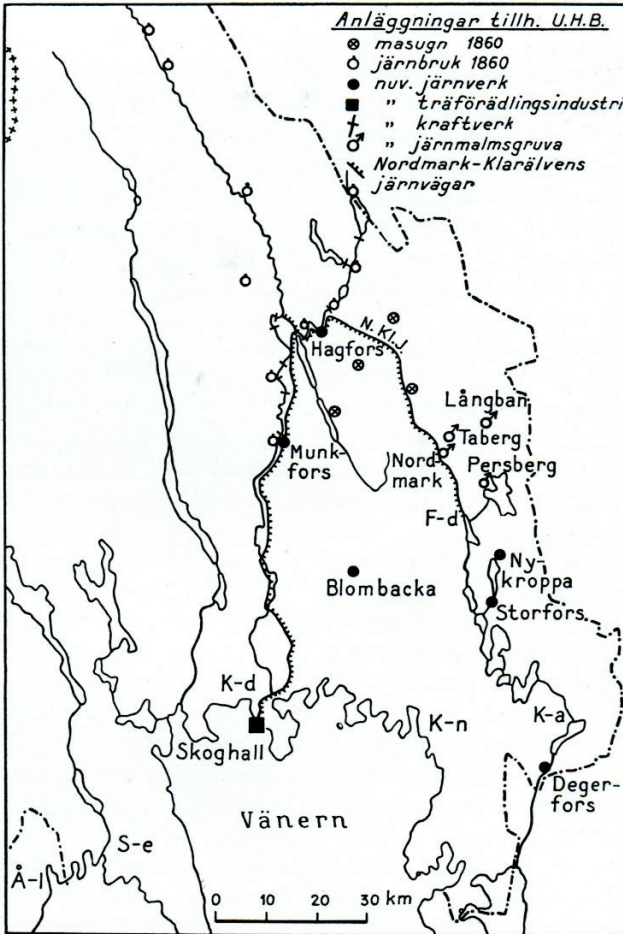 Anläggningar tillh. U.H.B.
masugn 1860
järnbruk 1860
nuv. järnverk
" träförädlingsindustri
" kraftverk
" järnmalmsgruva
Nordmark-Klarälvens
järnvägar
N. Kl. J.
Hagfors
Långban
Taberg
Munk-
fors
Nord-
mark
Persberg
F-d
Ny-
kroppa
Blombacka
Storfors
K-d
K-n
K-a
Skoghall
Deger-
fors
Vänern
S-e
Å-l
0 10 20 30 km